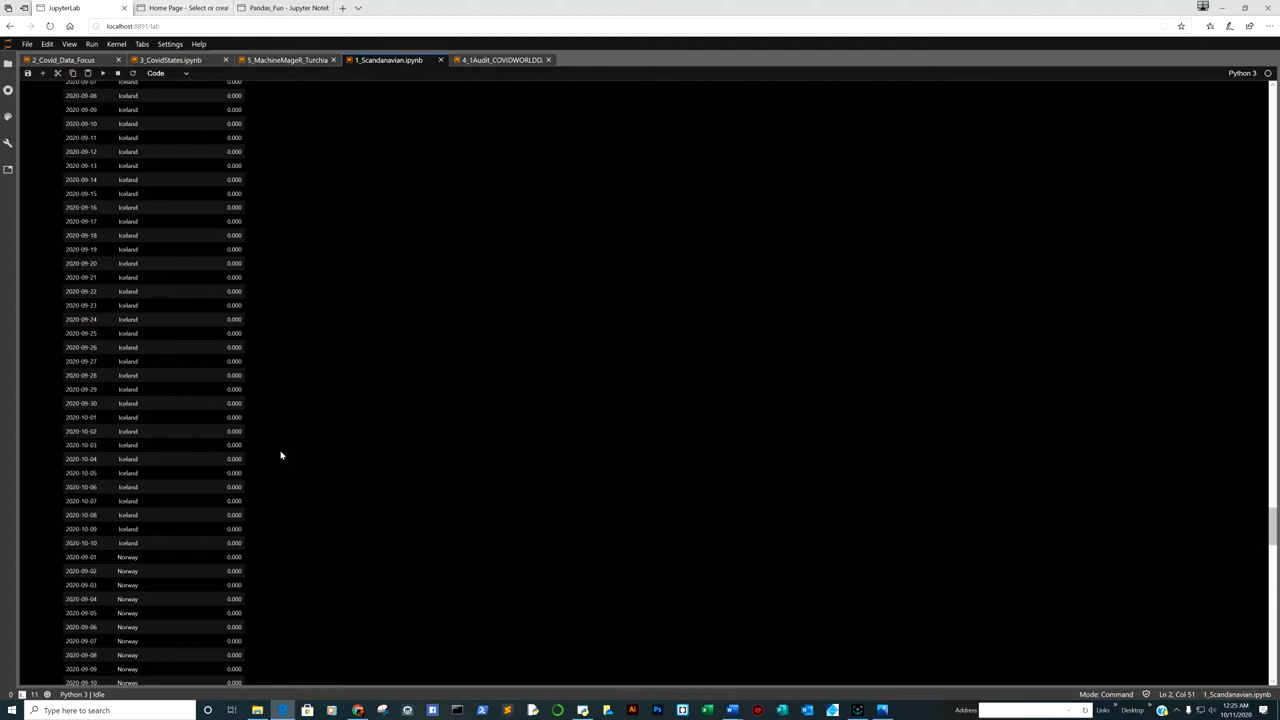 JupyterLab
Home Page - Select or crea
Pandas_Fun - Jupyter Notel
localhost:8891/lab
File Edit View Run Kernel Tabs Settings Help
2_Covid_Data_Focus
3_CovidStates.ipynb
5_MachineMageR_Turchia
1_Scandanavian.ipynb
4_1Audit_COVIDWORLDD.
Code
Python 3
2020-09-07 Iceland 0.000
2020-09-08 Iceland 0.000
2020-09-09 Iceland 0.000
2020-09-10 Iceland 0.000
2020-09-11 Iceland 0.000
2020-09-12 Iceland 0.000
2020-09-13 Iceland 0.000
2020-09-14 Iceland 0.000
2020-09-15 Iceland 0.000
2020-09-16 Iceland 0.000
2020-09-17 Iceland 0.000
2020-09-18 Iceland 0.000
2020-09-19 Iceland 0.000
2020-09-20 Iceland 0.000
2020-09-21 Iceland 0.000
2020-09-22 Iceland 0.000
2020-09-23 Iceland 0.000
2020-09-24 Iceland 0.000
2020-09-25 Iceland 0.000
2020-09-26 Iceland 0.000
2020-09-27 Iceland 0.000
2020-09-28 Iceland 0.000
2020-09-29 Iceland 0.000
2020-09-30 Iceland 0.000
2020-10-01 Iceland 0.000
2020-10-02 Iceland 0.000
2020-10-03 Iceland 0.000
2020-10-04 Iceland 0.000
2020-10-05 Iceland 0.000
2020-10-06 Iceland 0.000
2020-10-07 Iceland 0.000
2020-10-08 Iceland 0.000
2020-10-09 Iceland 0.000
2020-10-10 Iceland 0.000
2020-09-01 Norway 0.000
2020-09-02 Norway 0.000
2020-09-03 Norway 0.000
2020-09-04 Norway 0.000
2020-09-05 Norway 0.000
2020-09-06 Norway 0.000
2020-09-07 Norway 0.000
2020-09-08 Norway 0.000
2020-09-09 Norway 0.000
2020-09-10 Norway 0.000
0 11 Python 3 | Idle
Mode: Command Ln 2, Col 51 1_Scandanavian.ipynb
Type here to search
Address Links » Desktop » 12:25 AM
10/11/2020